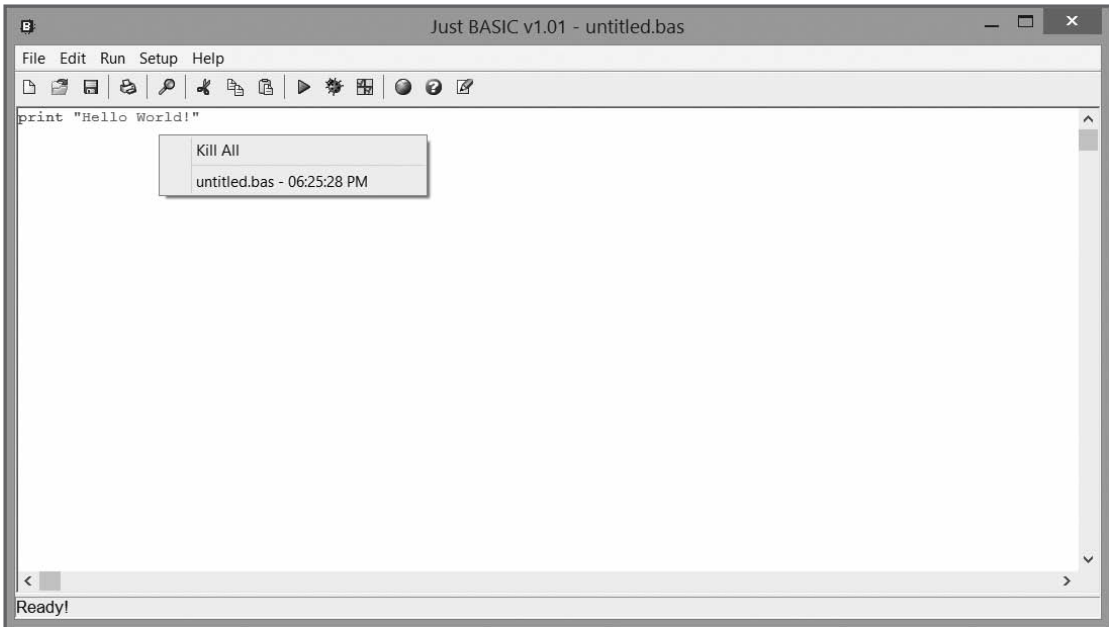 Just BASIC v1.01 - untitled.bas
File Edit Run Setup Help
print "Hello World!"
Kill All
untitled.bas - 06:25:28 PM
Ready!